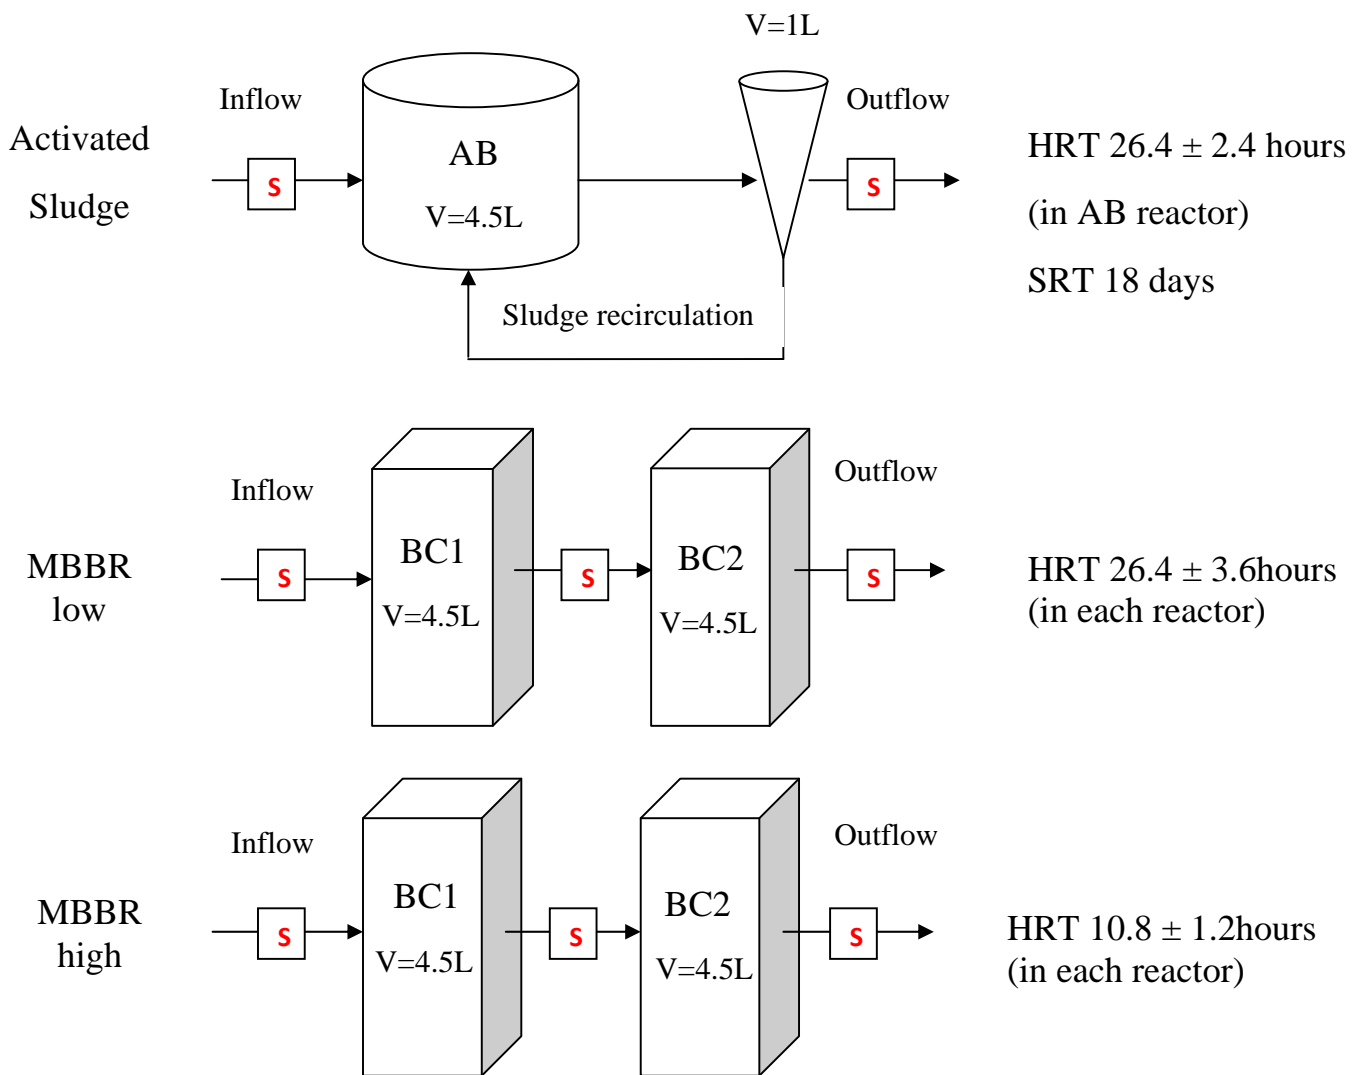 V=1L
Inflow
Outflow
Activated
Sludge
S
AB
V=4.5L
S
HRT 26.4 ± 2.4 hours
(in AB reactor)
SRT 18 days
Sludge recirulation
Inflow
Outflow
MBBR
low
S
BC1
V=4.5L
S
BC2
V=4.5L
S
HRT 26.4 ± 3.6hours
(in each reactor)
Inflow
Outflow
MBBR
high
S
BC1
V=4.5L
S
BC2
V=4.5L
S
HRT 10.8 ± 1.2hours
(in each reactor)